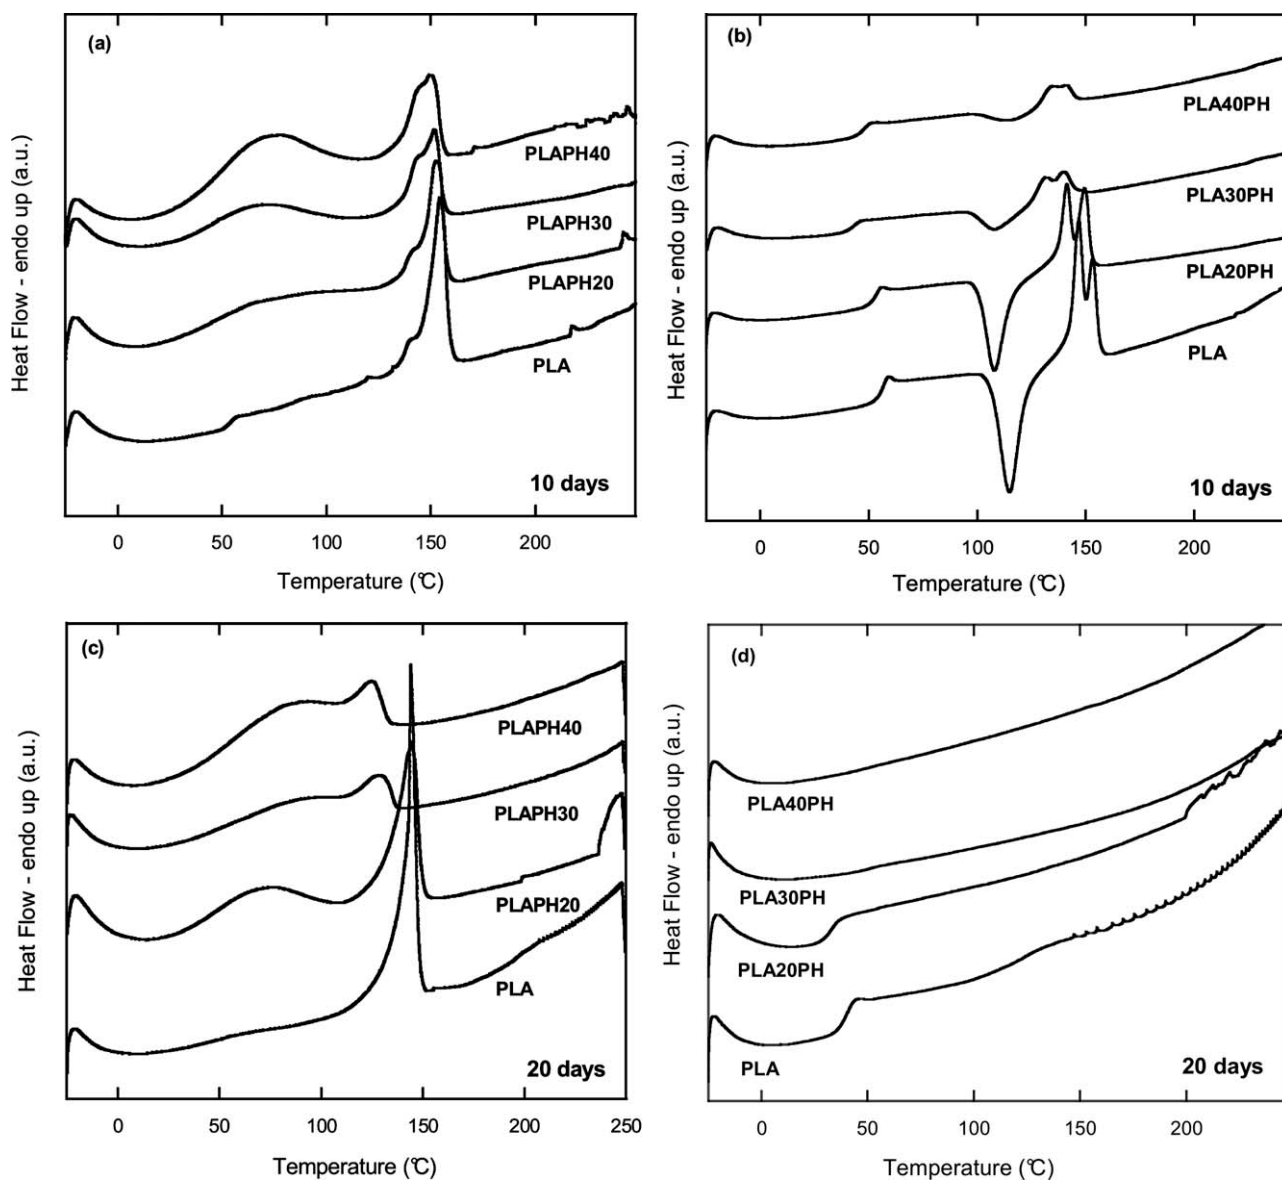 (a)
PLAPH40
PLAPH30
PLAPH20
PLA
10 days
Heat Flow - endo up (a.u.)
0 50 100 150 200
Temperature (°C)
(b)
PLA40PH
PLA30PH
PLA20PH
PLA
10 days
Heat Flow - endo up (a.u.)
0 50 100 150 200
Temperature (°C)
(c)
PLAPH40
PLAPH30
PLAPH20
PLA
20 days
Heat Flow - endo up (a.u.)
0 50 100 150 200 250
Temperature (°C)
(d)
PLA40PH
PLA30PH
PLA20PH
PLA
20 days
Heat Flow - endo up (a.u.)
0 50 100 150 200
Temperature (°C)